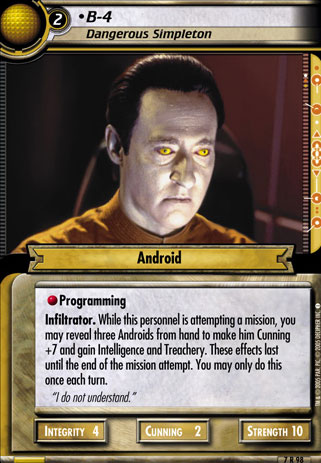 2
•B-4
Dangerous Simpleton
Android
Programming
Infiltrator. While this personnel is attempting a mission, you
may reveal three Androids from hand to make him Cunning
+7 and gain Intelligence and Treachery. These effects last
until the end of the mission attempt. You may only do this
once each turn.
"I do not understand."
INTEGRITY 4
CUNNING 2
STRENGTH 10
7 R 98